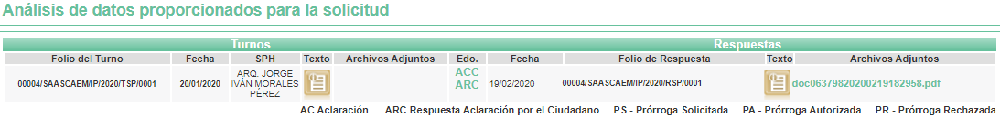 Análisis de datos proporcionados para la solicitud
Turnos Respuestas
Folio del Turno Fecha SPH Texto Archivos Adjuntos Edo. Fecha Folio de Respuesta Texto Archivos Adjuntos
00004/SAASCAEM/IP/2020/TSP/0001 20/01/2020 ARQ. JORGE IVÁN MORALES PÉREZ ACC ARC 19/02/2020 00004/SAASCAEM/IP/2020/RSP/0001 doc06379820200219182958.pdf
AC Aclaración ARC Respuesta Aclaración por el Ciudadano PS - Prórroga Solicitada PA - Prórroga Autorizada PR - Prórroga Rechazada